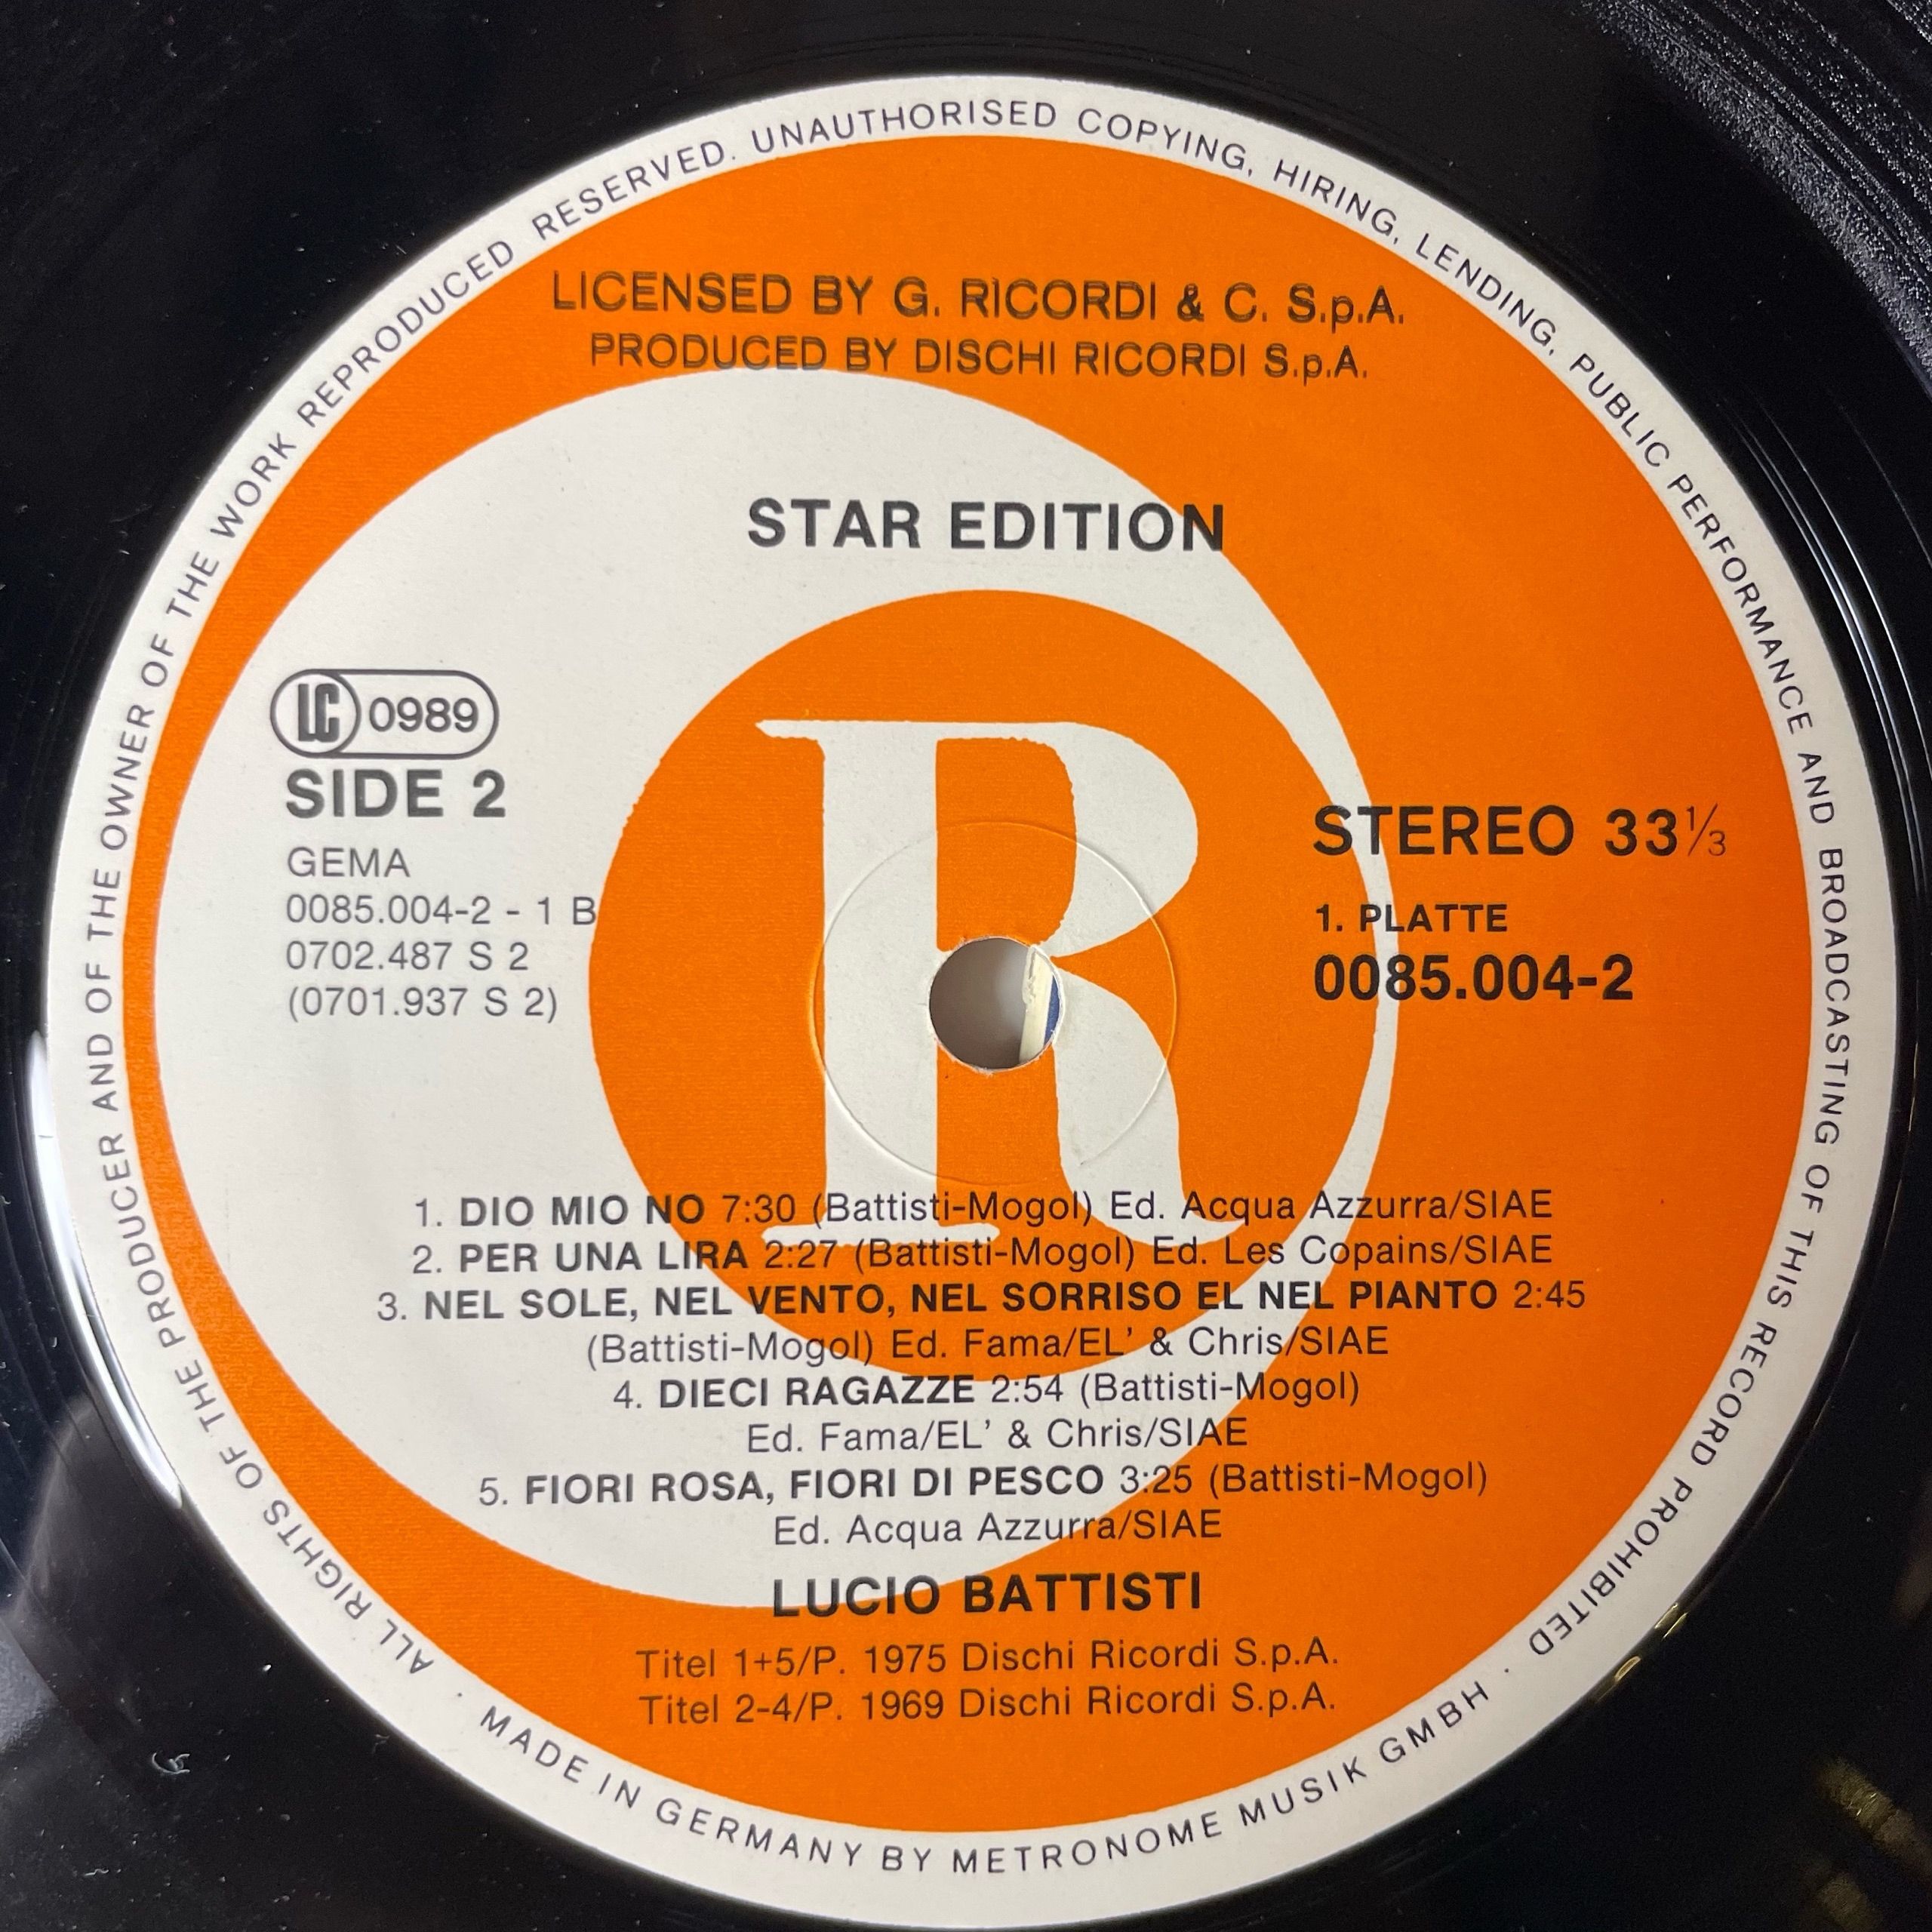 ALL RIGHTS OF THE PRODUCER AND OF THE OWNER OF THE WORK REPRODUCED RESERVED. UNAUTHORISED COPYING, HIRING, LENDING, PUBLIC PERFORMANCE AND BROADCASTING OF THIS RECORD PROHIBITED ·
LICENSED BY G. RICORDI & C. S.p.A.
PRODUCED BY DISCHI RICORDI S.p.A.
STAR EDITION
R
LC 0989
SIDE 2
GEMA
0085.004-2 - 1 B
0702.487 S 2
(0701.937 S 2)
STEREO 33⅓
1. PLATTE
0085.004-2
1. DIO MIO NO 7:30 (Battisti-Mogol) Ed. Acqua Azzurra/SIAE
2. PER UNA LIRA 2:27 (Battisti-Mogol) Ed. Les Copains/SIAE
3. NEL SOLE, NEL VENTO, NEL SORRISO EL NEL PIANTO 2:45
(Battisti-Mogol) Ed. Fama/EL' & Chris/SIAE
4. DIECI RAGAZZE 2:54 (Battisti-Mogol)
Ed. Fama/EL' & Chris/SIAE
5. FIORI ROSA, FIORI DI PESCO 3:25 (Battisti-Mogol)
Ed. Acqua Azzurra/SIAE
LUCIO BATTISTI
Titel 1+5/P. 1975 Dischi Ricordi S.p.A.
Titel 2-4/P. 1969 Dischi Ricordi S.p.A.
· MADE IN GERMANY BY METRONOME MUSIK GMBH